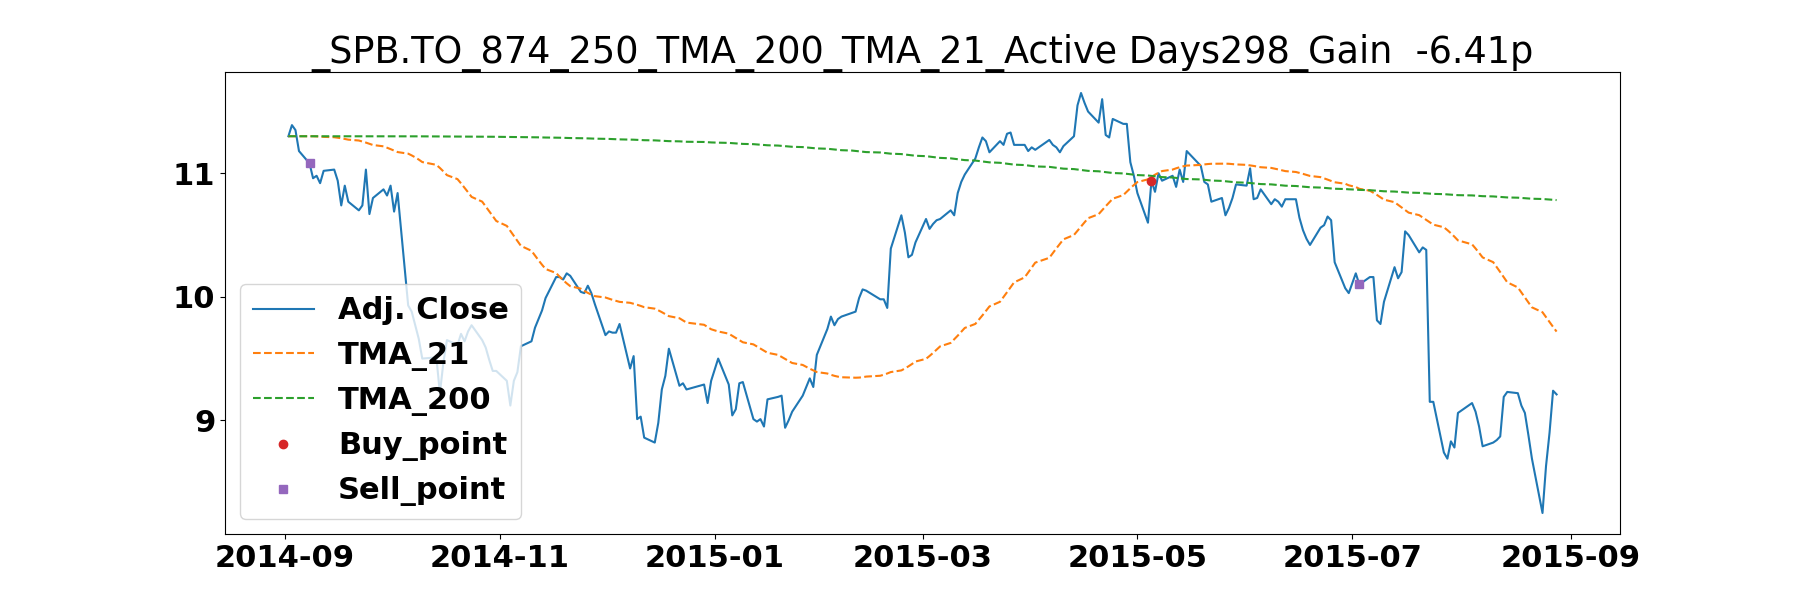 _SPB.TO_874_250_TMA_200_TMA_21_Active Days298_Gain  -6.41p
11
10
9
Adj. Close
TMA_21
TMA_200
Buy_point
Sell_point
2014-09 2014-11 2015-01 2015-03 2015-05 2015-07 2015-09